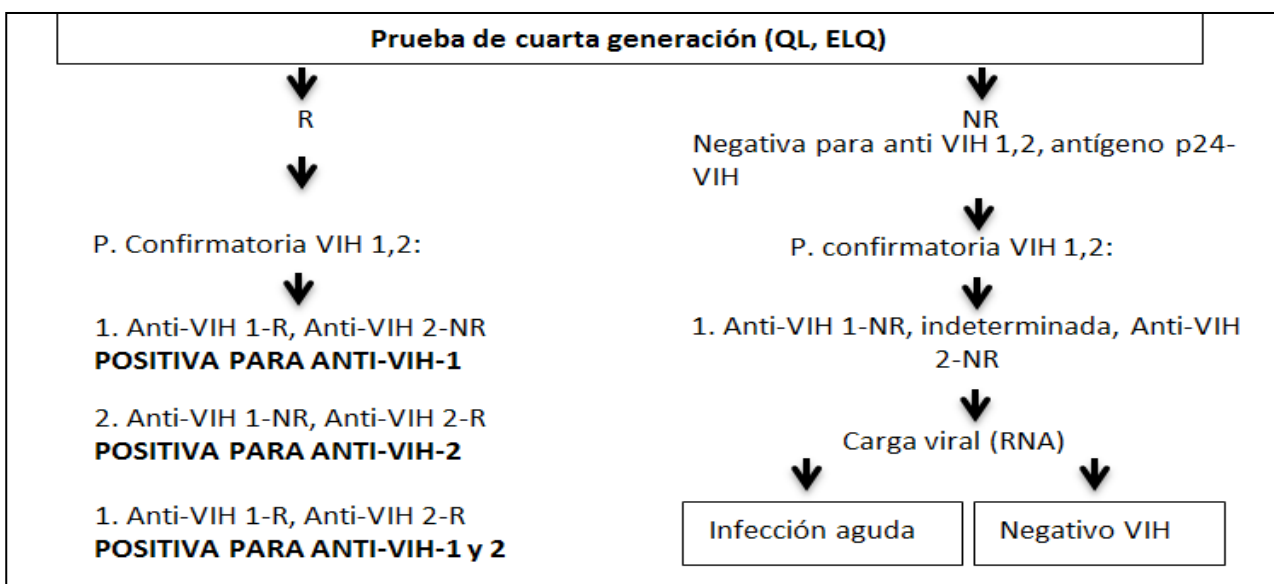 Prueba de cuarta generación (QL, ELQ)
R
P. Confirmatoria VIH 1,2:
1. Anti-VIH 1-R, Anti-VIH 2-NR
POSITIVA PARA ANTI-VIH-1
2. Anti-VIH 1-NR, Anti-VIH 2-R
POSITIVA PARA ANTI-VIH-2
1. Anti-VIH 1-R, Anti-VIH 2-R
POSITIVA PARA ANTI-VIH-1 y 2
NR
Negativa para anti VIH 1,2, antígeno p24-
VIH
P. confirmatoria VIH 1,2:
1. Anti-VIH 1-NR, indeterminada, Anti-VIH
2-NR
Carga viral (RNA)
Infección aguda
Negativo VIH